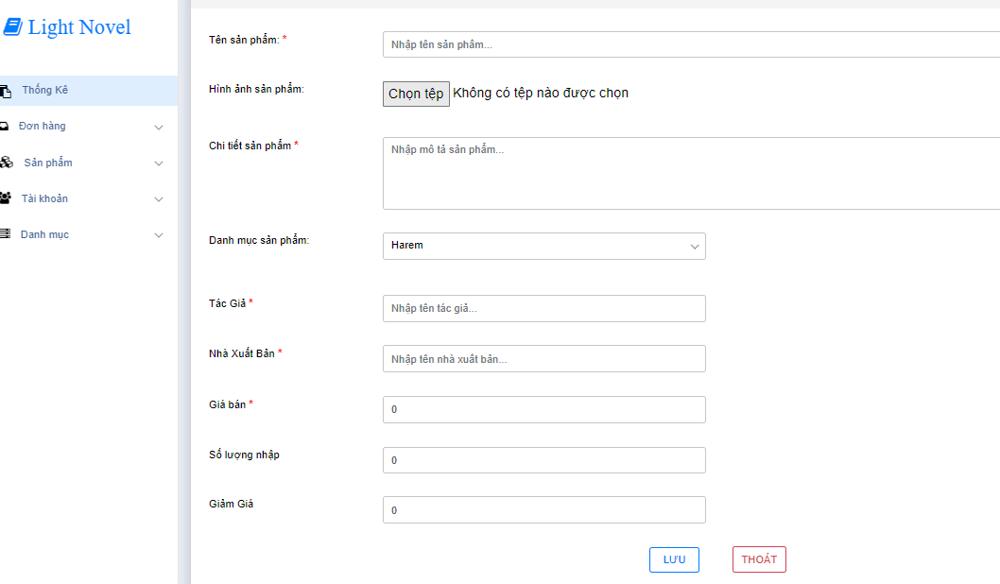 Light Novel
Thống Kê
Đơn hàng
Sản phẩm
Tài khoản
Danh mục
Tên sản phẩm: *
Nhập tên sản phẩm...
Hình ảnh sản phẩm:
Chọn tệp Không có tệp nào được chọn
Chi tiết sản phẩm *
Nhập mô tả sản phẩm...
Danh mục sản phẩm:
Harem
Tác Giả *
Nhập tên tác giả...
Nhà Xuất Bản *
Nhập tên nhà xuất bản...
Giá bán *
0
Số lượng nhập
0
Giảm Giá
0
LƯU
THOÁT